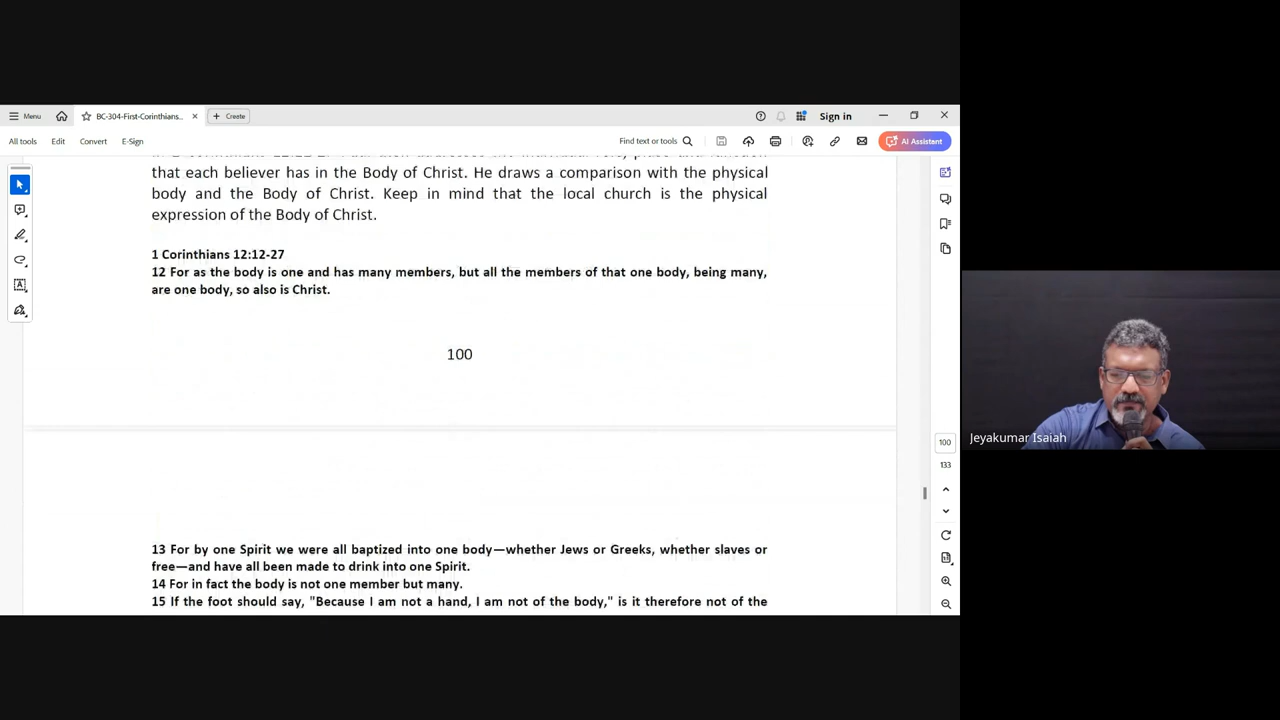 Menu
BC-304-First-Corinthians...
Create
Sign in
All tools
Edit
Convert
E-Sign
Find text or tools
AI Assistant
that each believer has in the Body of Christ. He draws a comparison with the physical
body and the Body of Christ. Keep in mind that the local church is the physical
expression of the Body of Christ.
1 Corinthians 12:12-27
12 For as the body is one and has many members, but all the members of that one body, being many,
are one body, so also is Christ.
100
13 For by one Spirit we were all baptized into one body—whether Jews or Greeks, whether slaves or
free—and have all been made to drink into one Spirit.
14 For in fact the body is not one member but many.
15 If the foot should say, "Because I am not a hand, I am not of the body," is it therefore not of the
100
133
Jeyakumar Isaiah